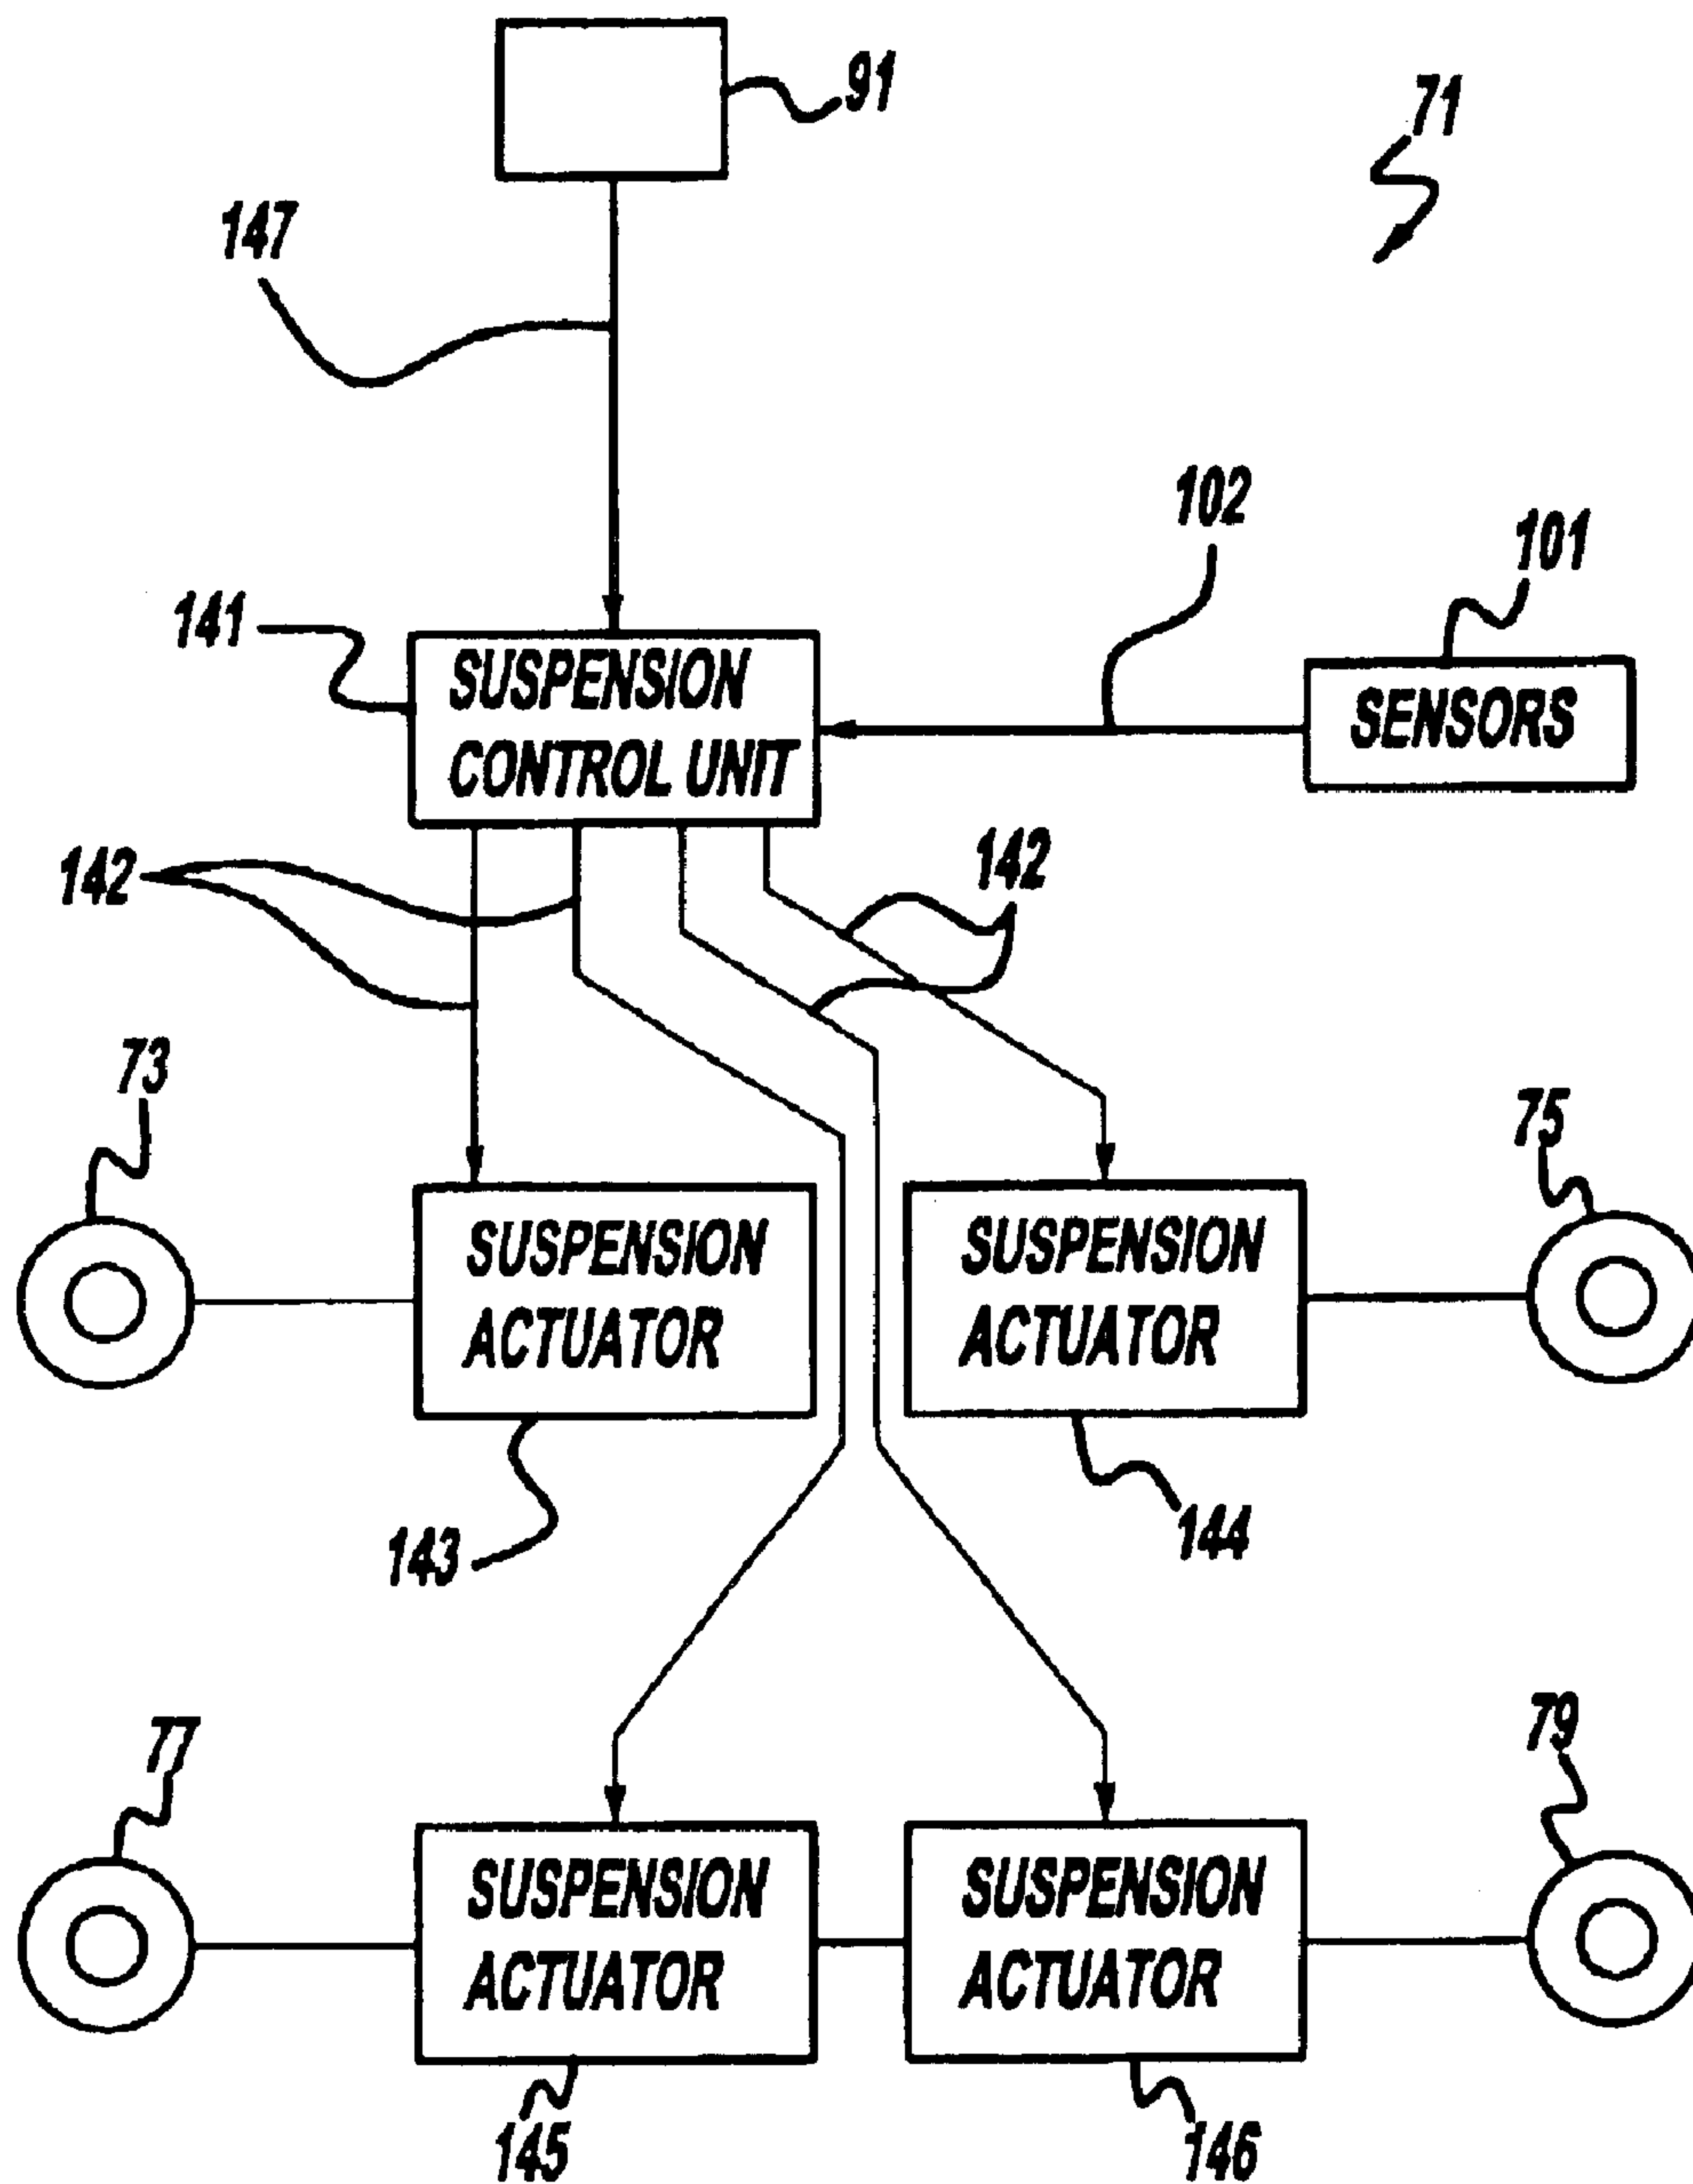 91
71
147
102
101
141
SUSPENSION
CONTROL UNIT
SENSORS
142
142
73
75
SUSPENSION
ACTUATOR
SUSPENSION
ACTUATOR
143
144
77
79
SUSPENSION
ACTUATOR
SUSPENSION
ACTUATOR
145
146